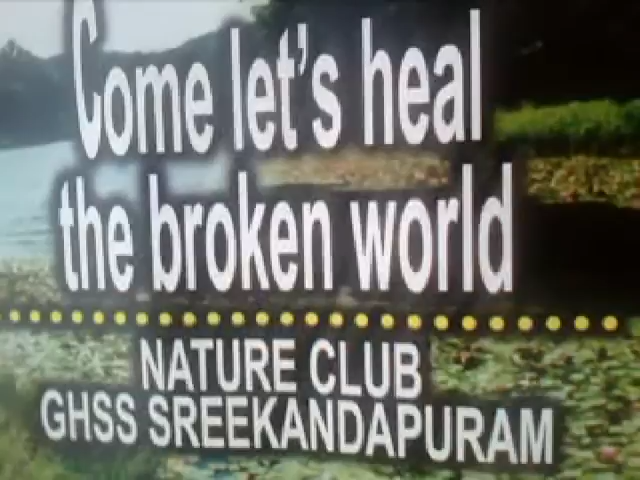 Come let's heal
the broken world
NATURE CLUB
GHSS SREEKANDAPURAM